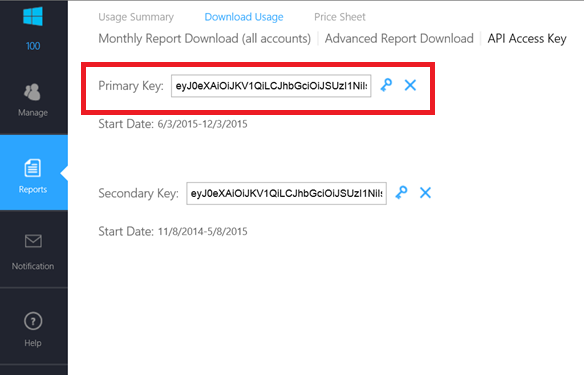 Usage Summary Download Usage Price Sheet
Monthly Report Download (all accounts) Advanced Report Download API Access Key
100
Primary Key: eyJ0eXAiOiJKV1QiLCJhbGciOiJSUzI1NiIs
Manage
Start Date: 6/3/2015-12/3/2015
Reports
Secondary Key: eyJ0eXAiOiJKV1QiLCJhbGciOiJSUzI1NiIs
Start Date: 11/8/2014-5/8/2015
Notification
Help